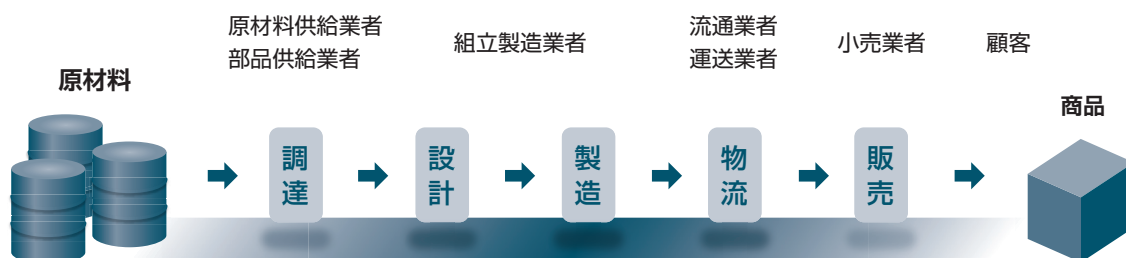 原材料供給業者
部品供給業者
組立製造業者
流通業者
運送業者
小売業者
顧客
原材料
商品
調達
設計
製造
物流
販売